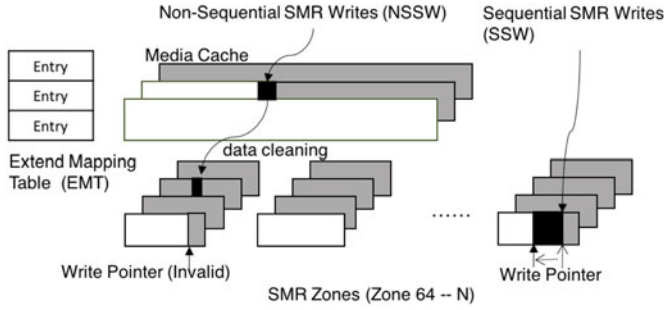 Non-Sequential SMR Writes (NSSW)
Sequential SMR Writes
(SSW)
Media Cache
Entry
Entry
Entry
data cleaning
Extend Mapping
Table (EMT)
......
Write Pointer (Invalid)
Write Pointer
SMR Zones (Zone 64 -- N)